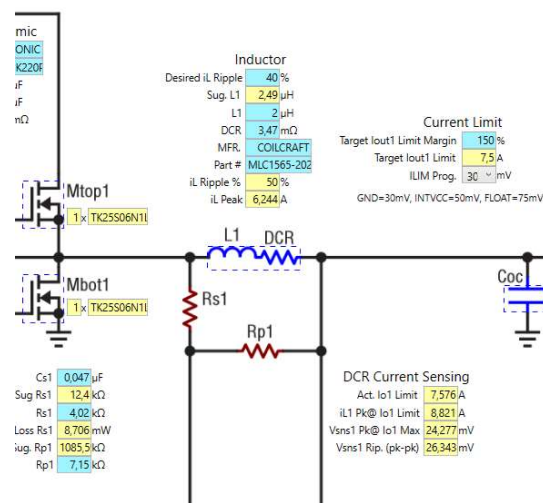 mic
ONIC
K220F
µF
µF
mΩ
Inductor
Desired iL Ripple 40 %
Sug. L1 2,49 µH
L1 2 µH
DCR 3,47 mΩ
MFR. COILCRAFT
Part # MLC1565-202
iL Ripple % 50 %
iL Peak 6,244 A
Current Limit
Target Iout1 Limit Margin 150 %
Target Iout1 Limit 7,5 A
ILIM Prog. 30 mV
GND=30mV, INTVCC=50mV, FLOAT=75mV
Mtop1
1 x TK25S06N1L
L1 DCR
Coc
Mbot1
1 x TK25S06N1L
Rs1
Rp1
Cs1 0,047 µF
Sug Rs1 12,4 kΩ
Rs1 4,02 kΩ
Loss Rs1 8,706 mW
Sug. Rp1 1085,5 kΩ
Rp1 7,15 kΩ
DCR Current Sensing
Act. Io1 Limit 7,576 A
iL1 Pk@ Io1 Limit 8,821 A
Vsns1 Pk@ Io1 Max 24,277 mV
Vsns1 Rip. (pk-pk) 26,343 mV